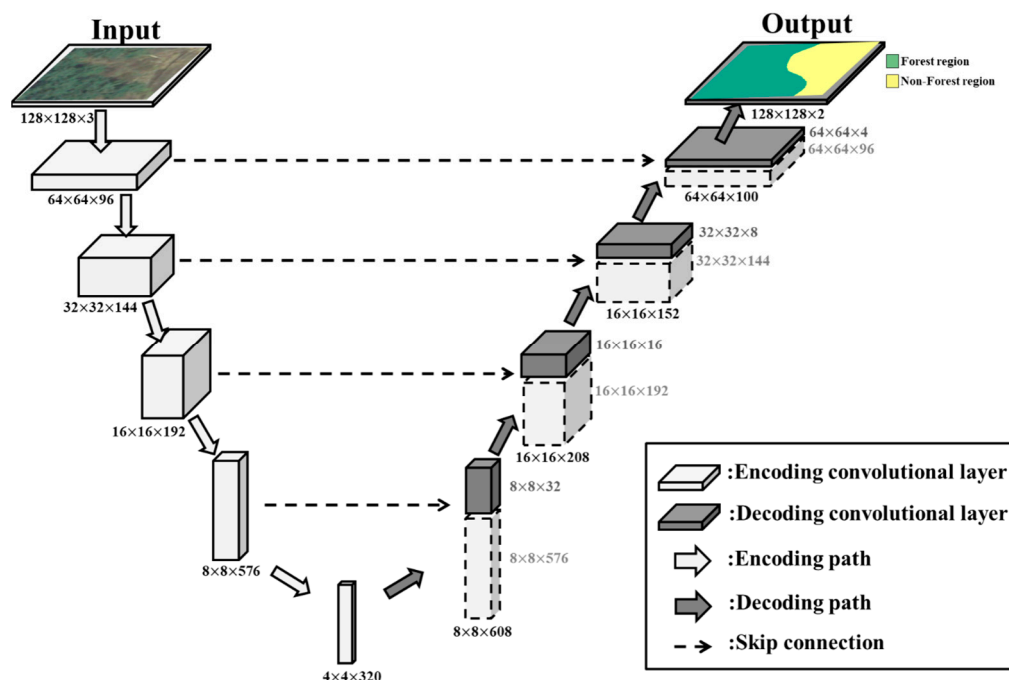 Input
Output
Forest region
Non-Forest region
128×128×3
128×128×2
64×64×4
64×64×96
64×64×96
64×64×100
32×32×8
32×32×144
32×32×144
16×16×152
16×16×16
16×16×192
16×16×192
16×16×208
8×8×32
8×8×576
8×8×576
8×8×608
4×4×320
:Encoding convolutional layer
:Decoding convolutional layer
:Encoding path
:Decoding path
:Skip connection